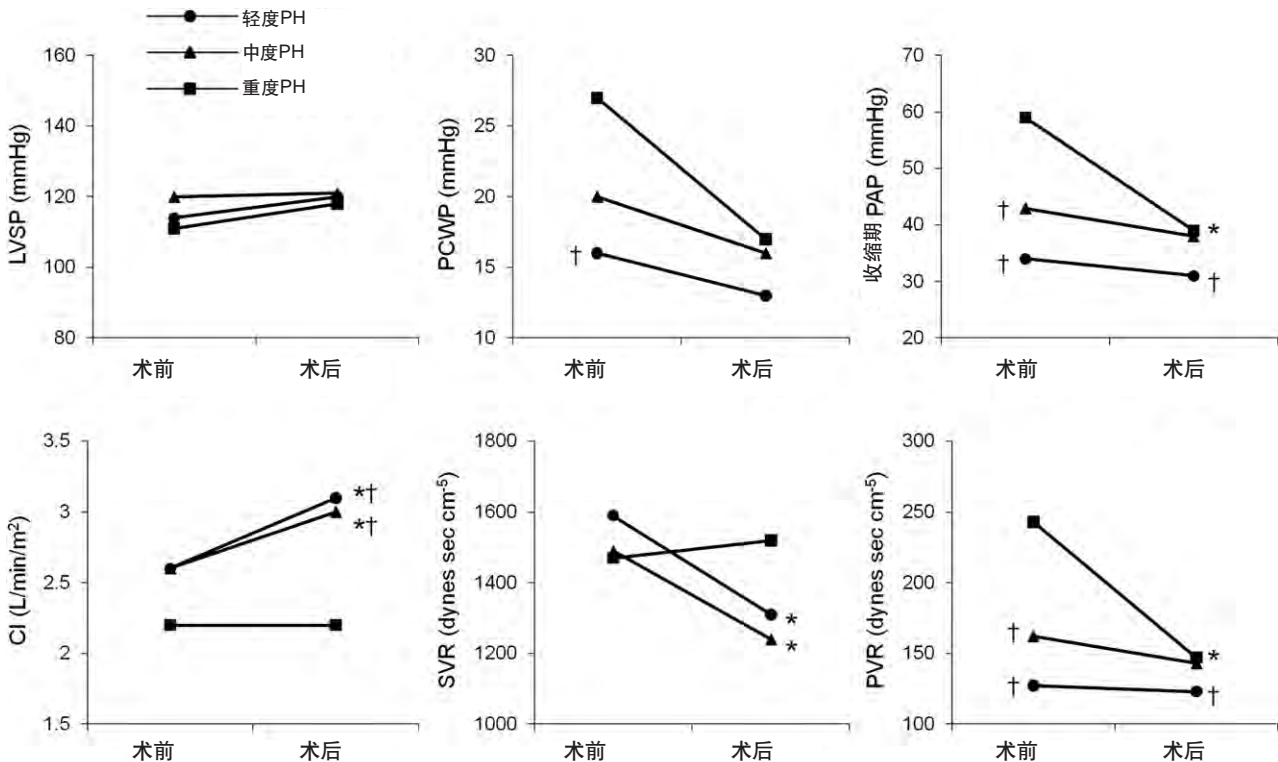 轻度PH
中度PH
重度PH
LVSP (mmHg)
160
140
120
100
80
术前 术后
PCWP (mmHg)
30
25
20
15
10
†
术前 术后
收缩期 PAP (mmHg)
70
60
50
40
30
20
†
†
*
†
术前 术后
CI (L/min/m²)
3.5
3
2.5
2
1.5
*†
*†
术前 术后
SVR (dynes sec cm⁻⁵)
1800
1600
1400
1200
1000
*
*
术前 术后
PVR (dynes sec cm⁻⁵)
300
250
200
150
100
†
†
*
†
术前 术后